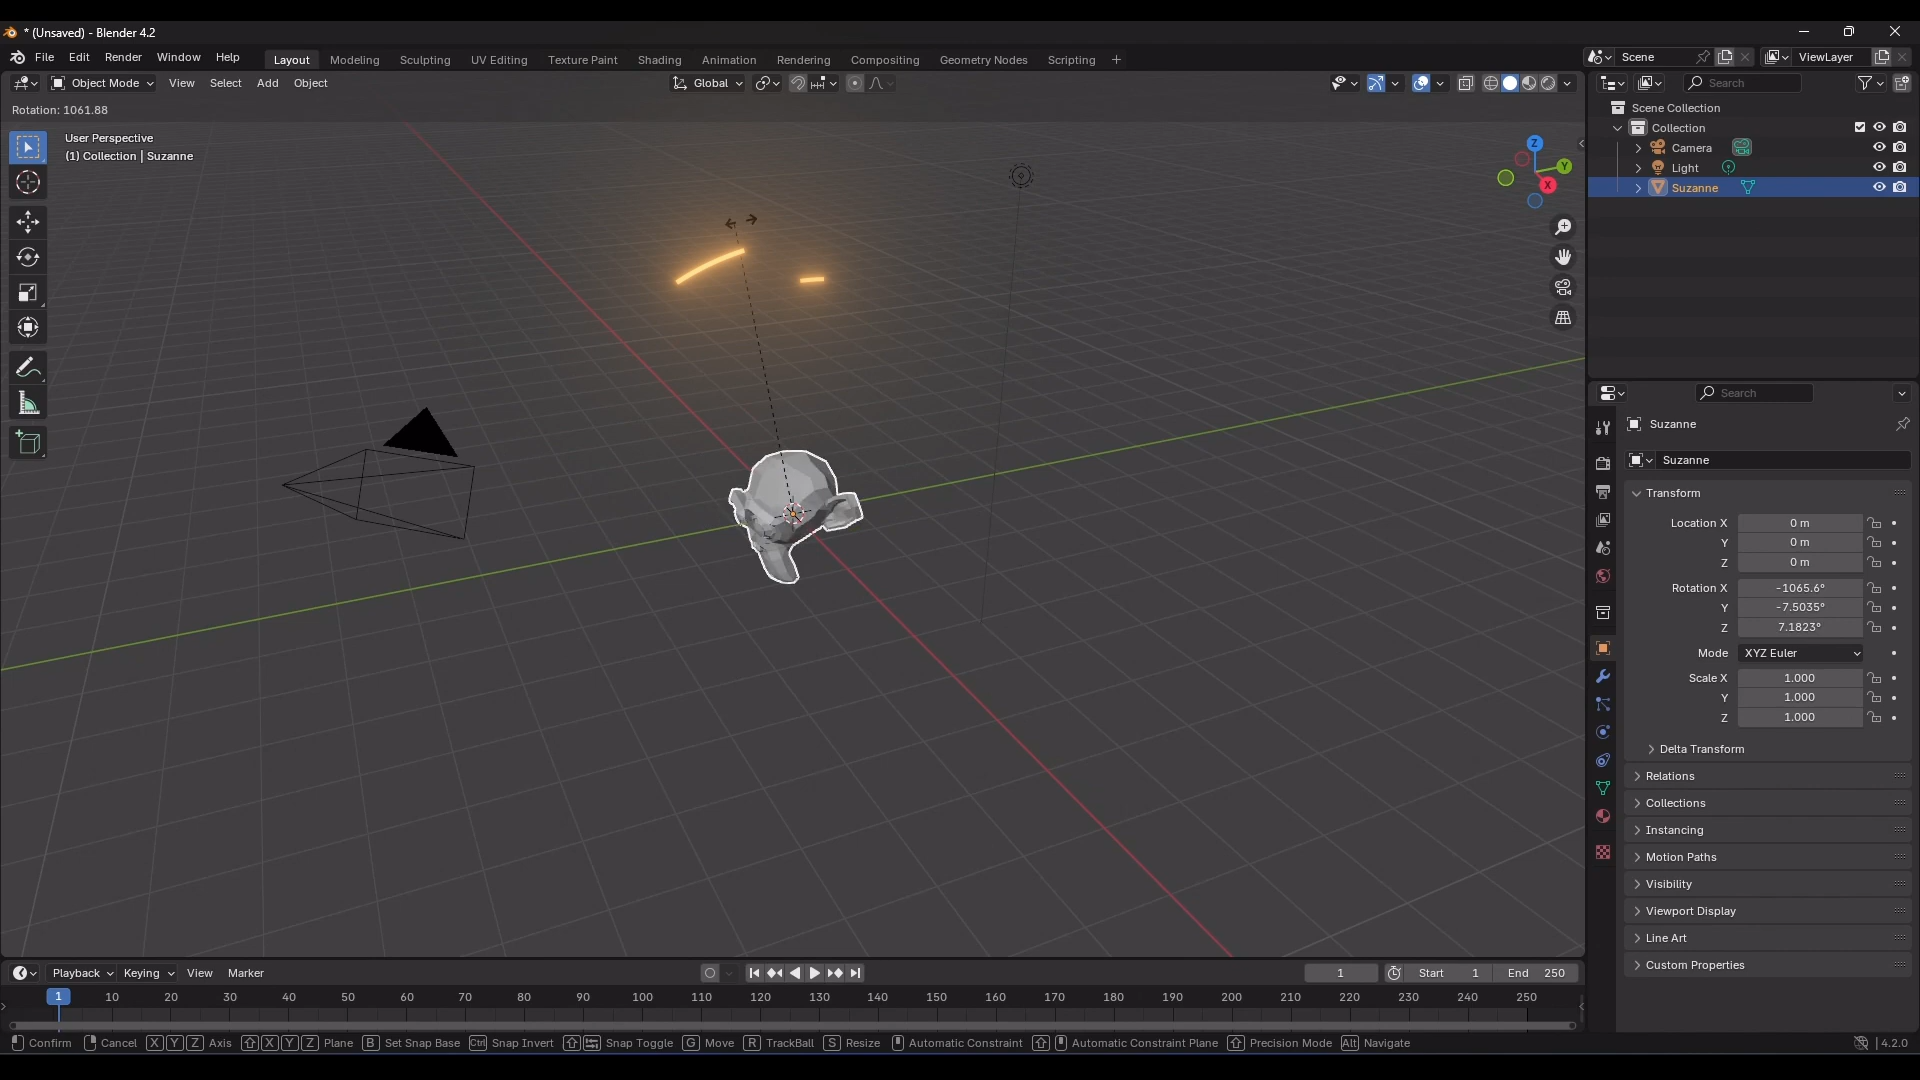 * (Unsaved) - Blender 4.2
File Edit Render Window Help Layout Modeling Sculpting UV Editing Texture Paint Shading Animation Rendering Compositing Geometry Nodes Scripting + Scene ViewLayer
Object Mode View Select Add Object Global Search
Rotation: 1061.88
User Perspective
(1) Collection | Suzanne
Z
Y
X
Scene Collection
Collection
Camera
Light
Suzanne
Search
Suzanne
Suzanne
Transform
Location X 0 m
Y 0 m
Z 0 m
Rotation X -1065.6°
Y -7.5035°
Z 7.1823°
Mode XYZ Euler
Scale X 1.000
Y 1.000
Z 1.000
Delta Transform
Relations
Collections
Instancing
Motion Paths
Visibility
Viewport Display
Line Art
Custom Properties
Playback Keying View Marker 1 Start 1 End 250
1 10 20 30 40 50 60 70 80 90 100 110 120 130 140 150 160 170 180 190 200 210 220 230 240 250
Confirm Cancel X Y Z Axis X Y Z Plane B Set Snap Base Ctrl Snap Invert Snap Toggle G Move R TrackBall S Resize Automatic Constraint Automatic Constraint Plane Precision Mode Alt Navigate 4.2.0